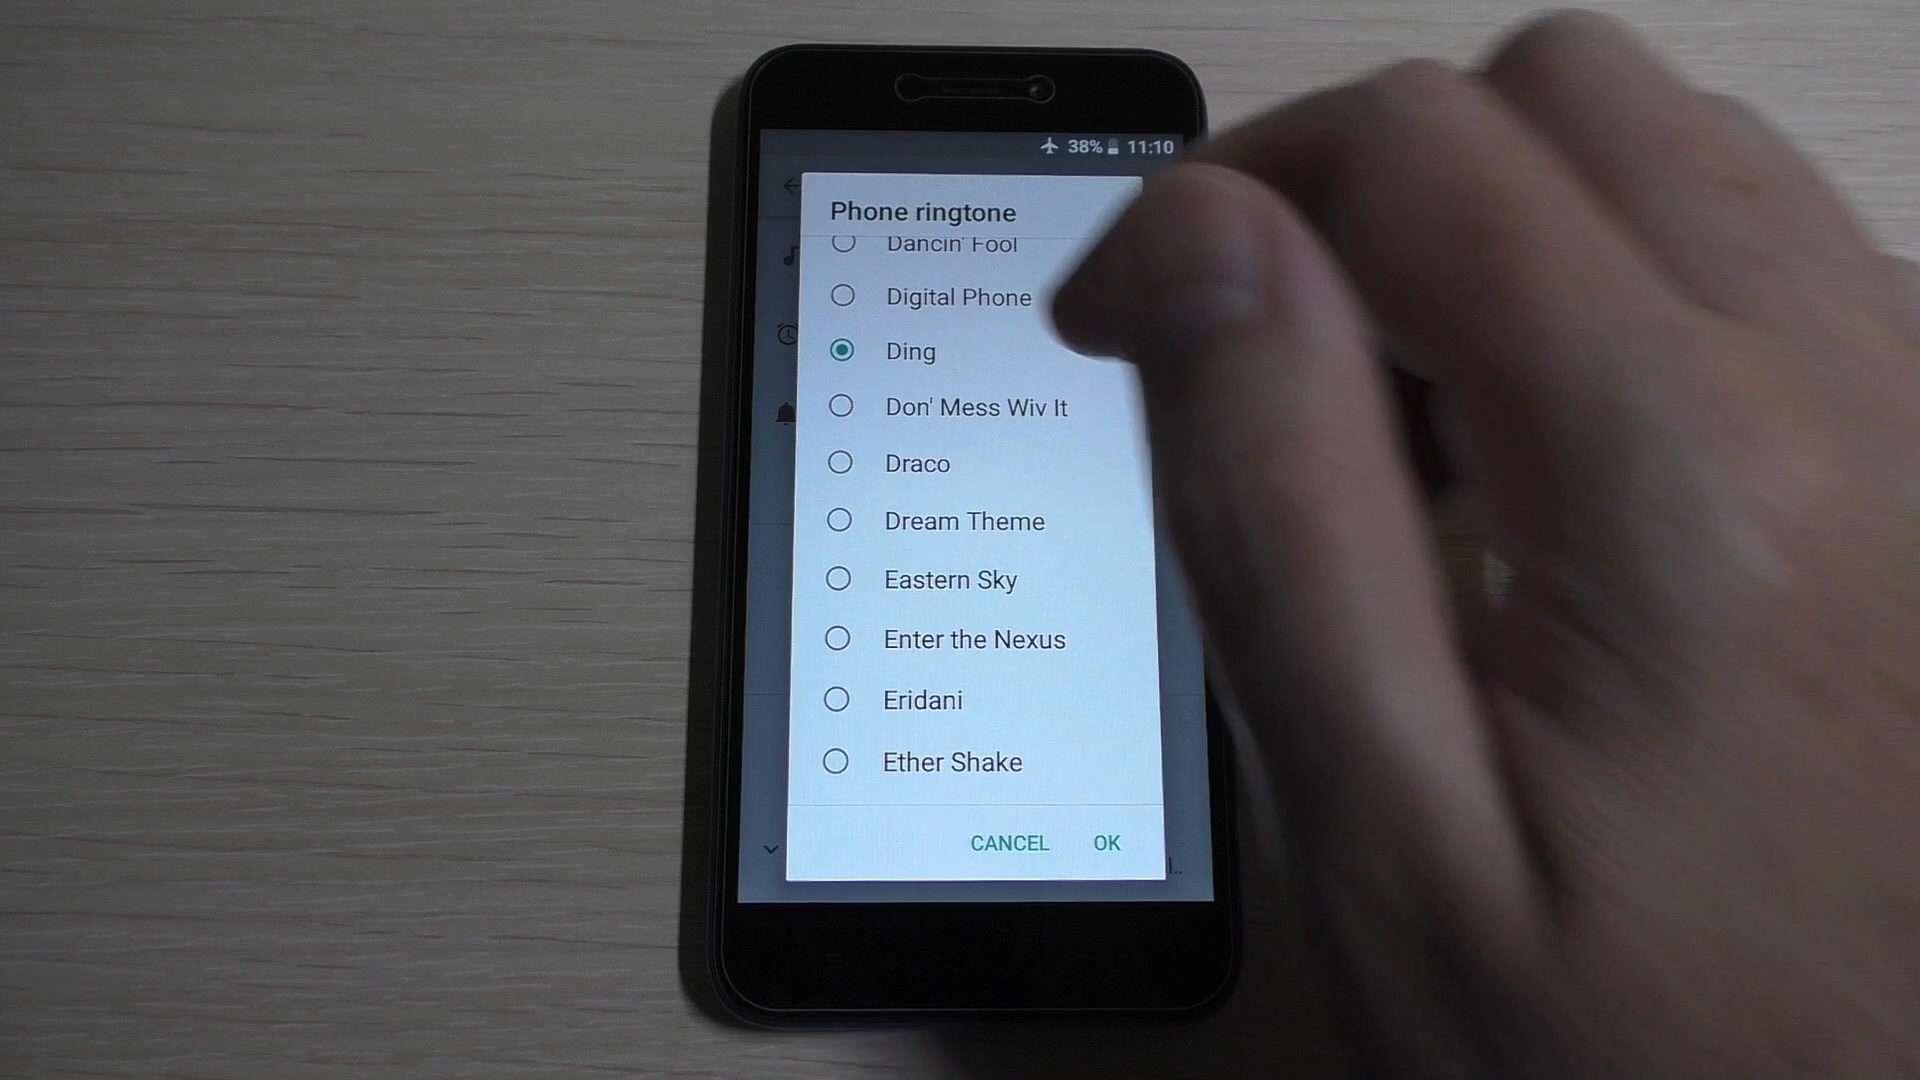 38% 11:10
Phone ringtone
Dancin' Fool
Digital Phone
Ding
Don' Mess Wiv It
Draco
Dream Theme
Eastern Sky
Enter the Nexus
Eridani
Ether Shake
CANCEL OK